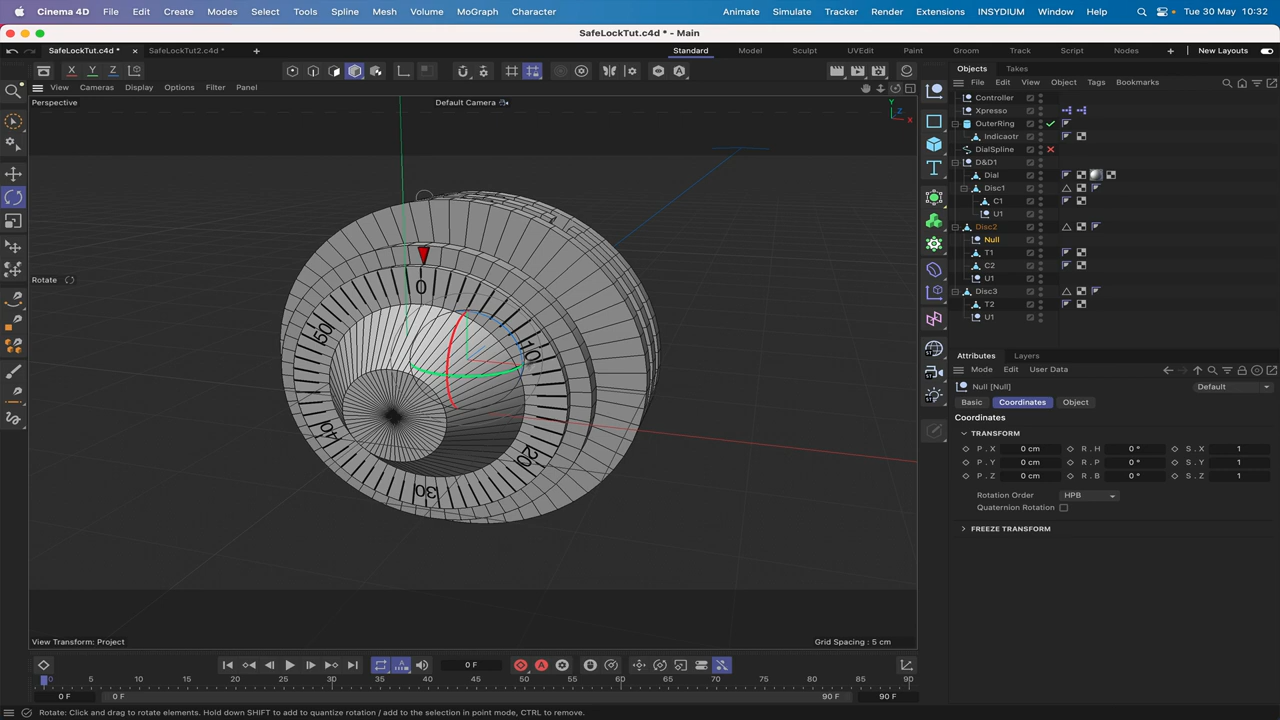 Cinema 4D File Edit Create Modes Select Tools Spline Mesh Volume MoGraph Character Animate Simulate Tracker Render Extensions INSYDIUM Window Help Tue 30 May 10:32
SafeLockTut.c4d * - Main
SafeLockTut.c4d * × SafeLockTut2.c4d * + Standard Model Sculpt UVEdit Paint Groom Track Script Nodes + New Layouts
X Y Z
Objects Takes
View Cameras Display Options Filter Panel
File Edit View Object Tags Bookmarks
Perspective Default Camera
Y Z X
Controller
Xpresso
OuterRing
Indicaotr
DialSpline
D&D1
Dial
Disc1
C1
U1
Disc2
Null
T1
C2
U1
Disc3
T2
U1
Rotate
0
10
20
30
40
50
ST
ST
ST
Attributes Layers
Mode Edit User Data
Null [Null] Default
Basic Coordinates Object
Coordinates
TRANSFORM
P . X 0 cm R . H 0 ° S . X 1
P . Y 0 cm R . P 0 ° S . Y 1
P . Z 0 cm R . B 0 ° S . Z 1
Rotation Order HPB
Quaternion Rotation
FREEZE TRANSFORM
View Transform: Project Grid Spacing : 5 cm
0 F
0 5 10 15 20 25 30 35 40 45 50 55 60 65 70 75 80 85 90
0 F 0 F 90 F 90 F
Rotate: Click and drag to rotate elements. Hold down SHIFT to add to quantize rotation / add to the selection in point mode, CTRL to remove.